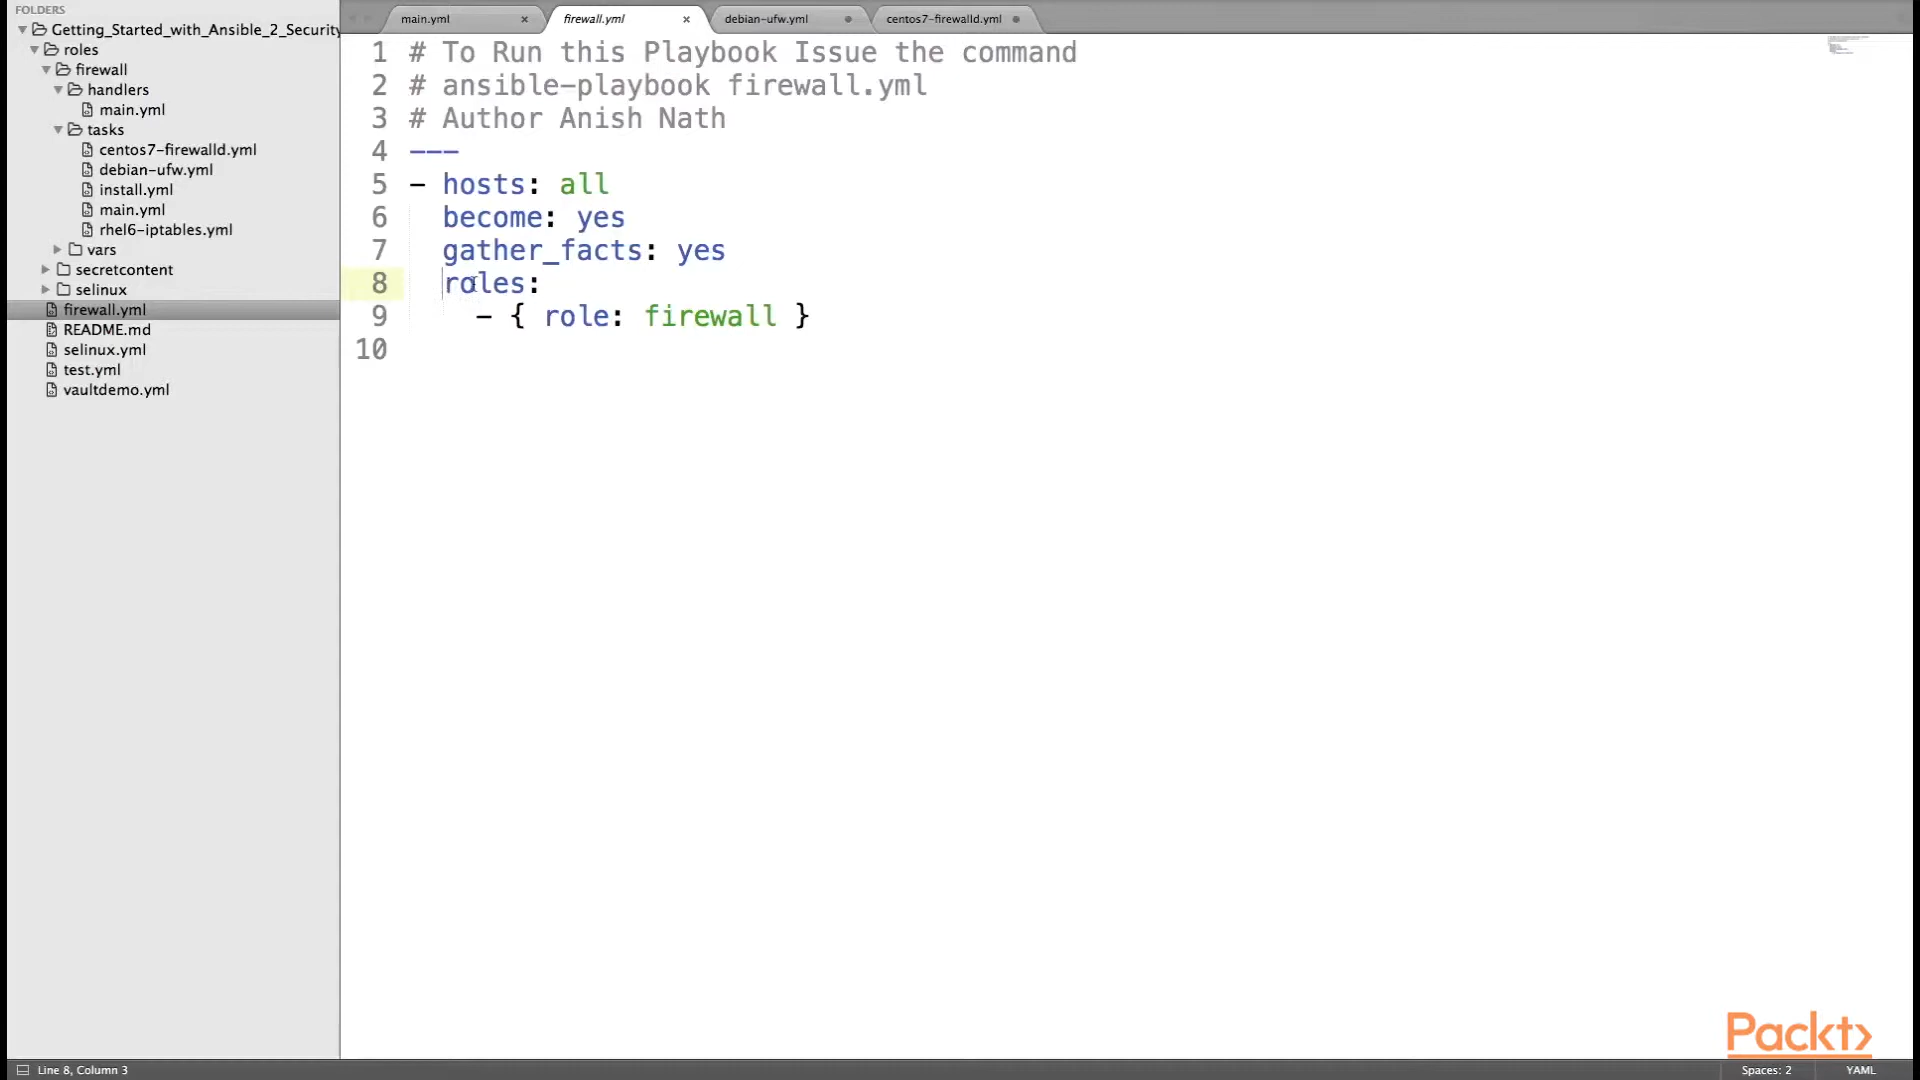 FOLDERS
Getting_Started_with_Ansible_2_Security
roles
firewall
handlers
main.yml
tasks
centos7-firewalld.yml
debian-ufw.yml
install.yml
main.yml
rhel6-iptables.yml
vars
secretcontent
selinux
firewall.yml
README.md
selinux.yml
test.yml
vaultdemo.yml
main.yml
firewall.yml
debian-ufw.yml
centos7-firewalld.yml
1 # To Run this Playbook Issue the command
2 # ansible-playbook firewall.yml
3 # Author Anish Nath
4 ---
5 - hosts: all
6 become: yes
7 gather_facts: yes
8 roles:
9 - { role: firewall }
10
Packt>
Line 8, Column 3
Spaces: 2
YAML